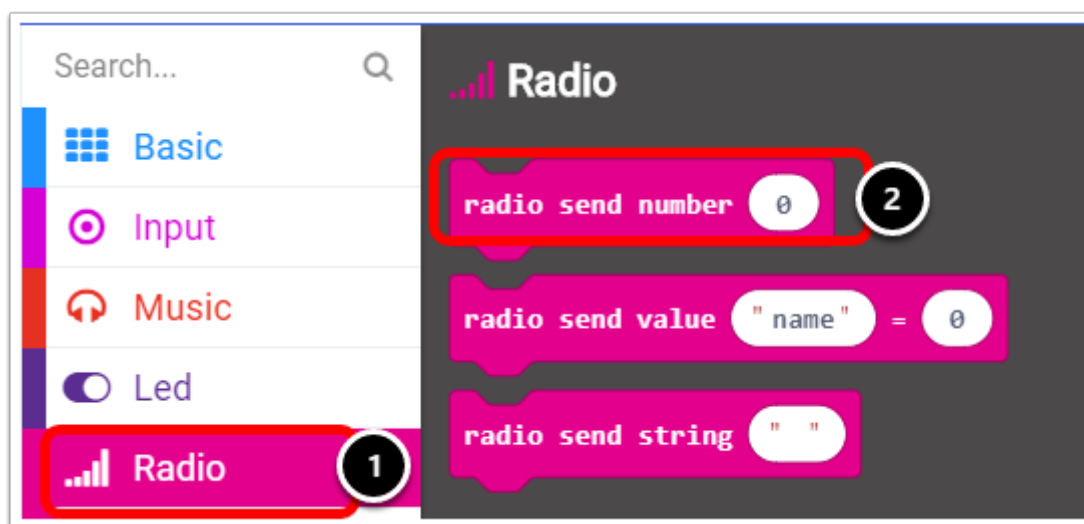 Search...
Basic
Input
Music
Led
Radio
1
Radio
radio send number 0
2
radio send value "name" = 0
radio send string " "